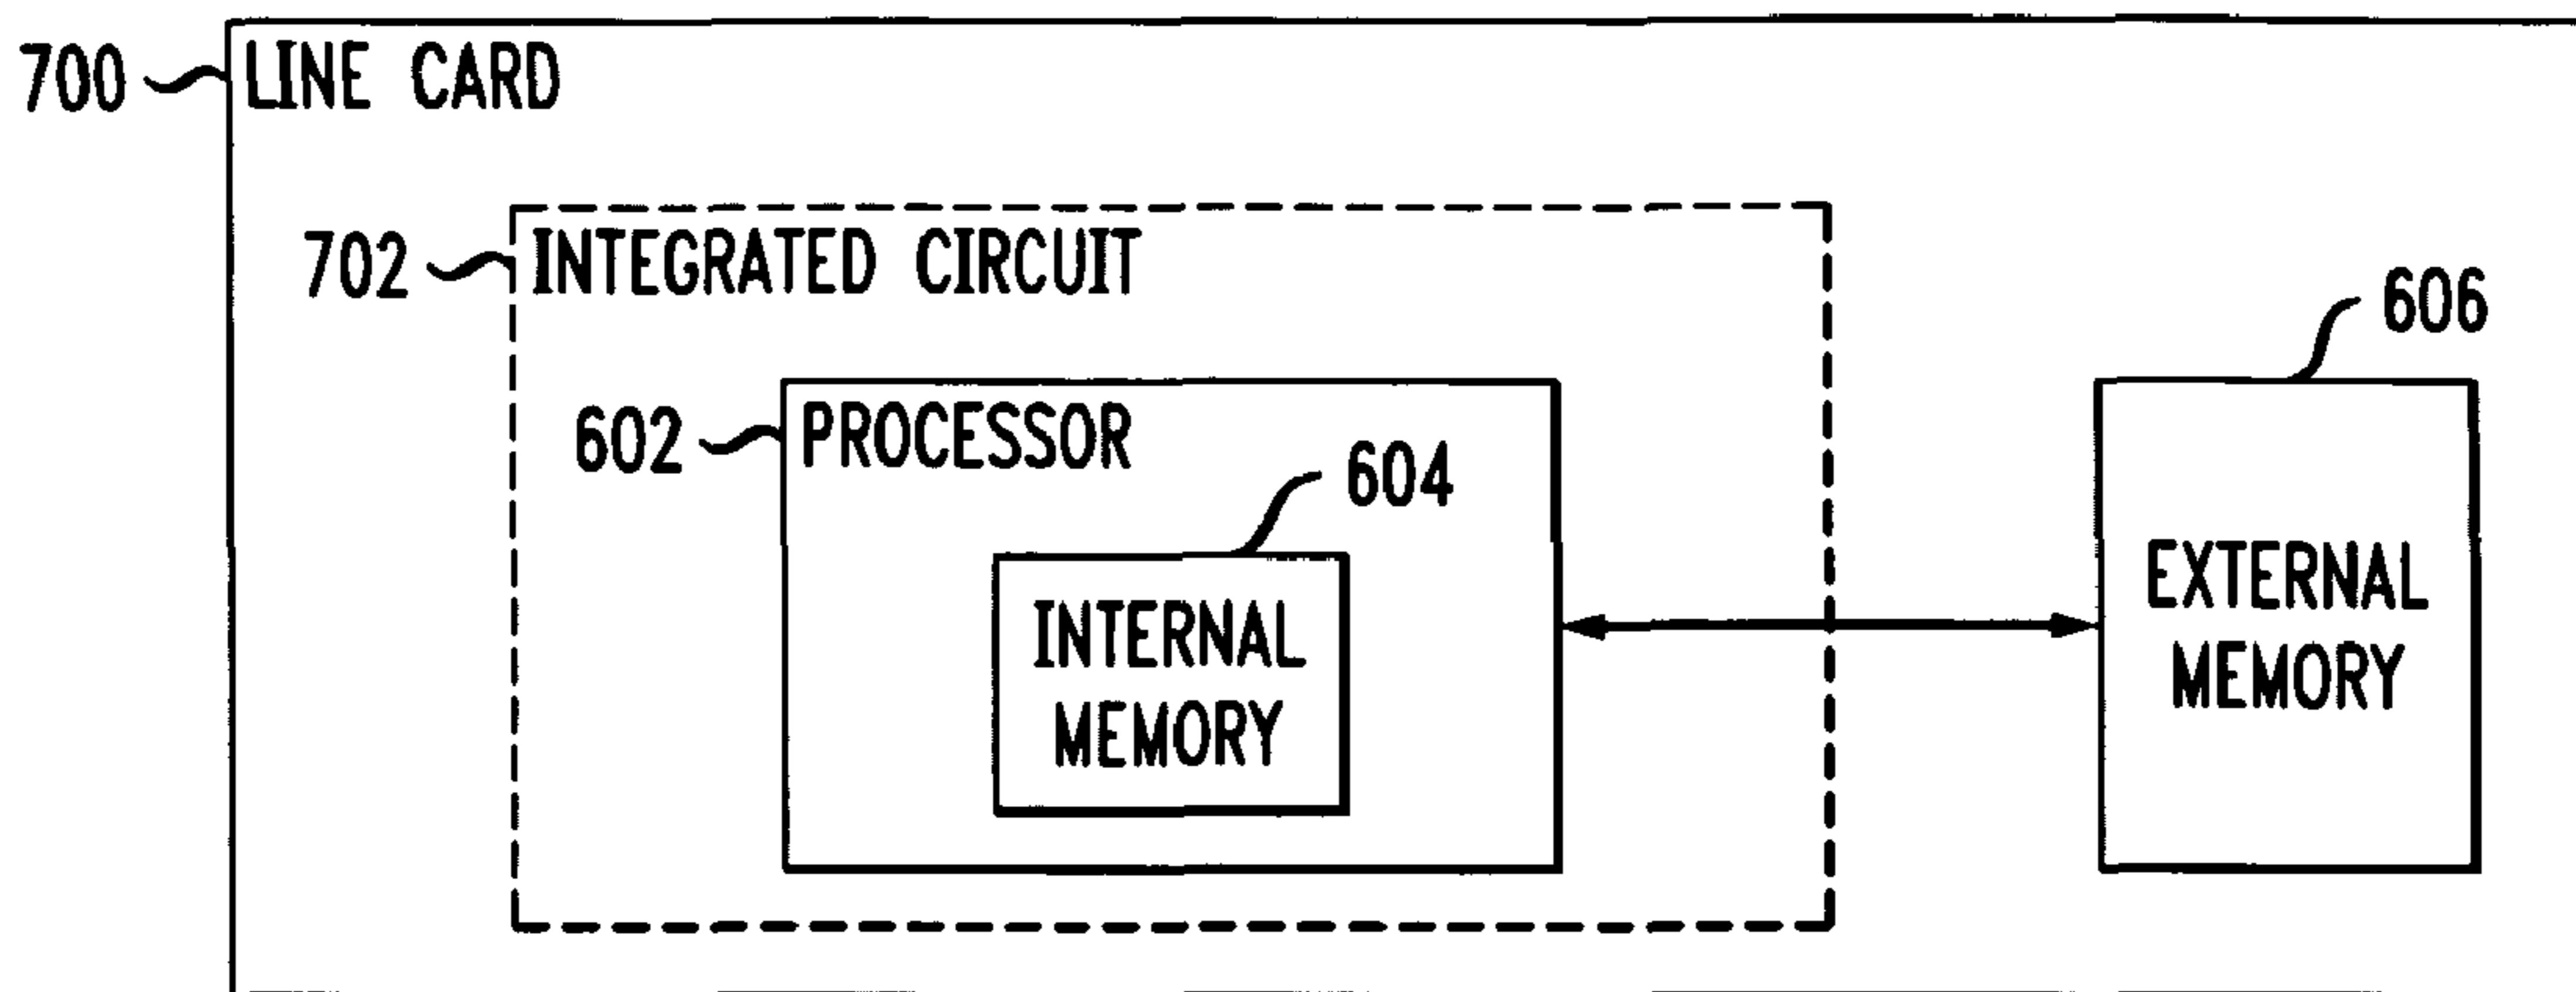 700 LINE CARD
702 INTEGRATED CIRCUIT
606
602 PROCESSOR
604
INTERNAL
MEMORY
EXTERNAL
MEMORY